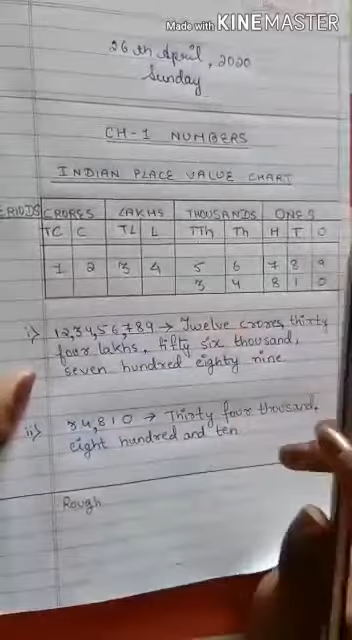 Made with KINEMASTER
26th April, 2020
Sunday
CH-1 NUMBERS
INDIAN PLACE VALUE CHART
ERIODS CRORES LAKHS THOUSANDS ONES
TC C TL L TTh Th H T O
1 2 3 4 5 6 7 8 9
3 4 8 1 0
i) 12,34,56,789 → Twelve crores, thirty
four lakhs, fifty six thousand,
seven hundred eighty nine
ii) 34,810 → Thirty four thousand,
eight hundred and ten
Rough